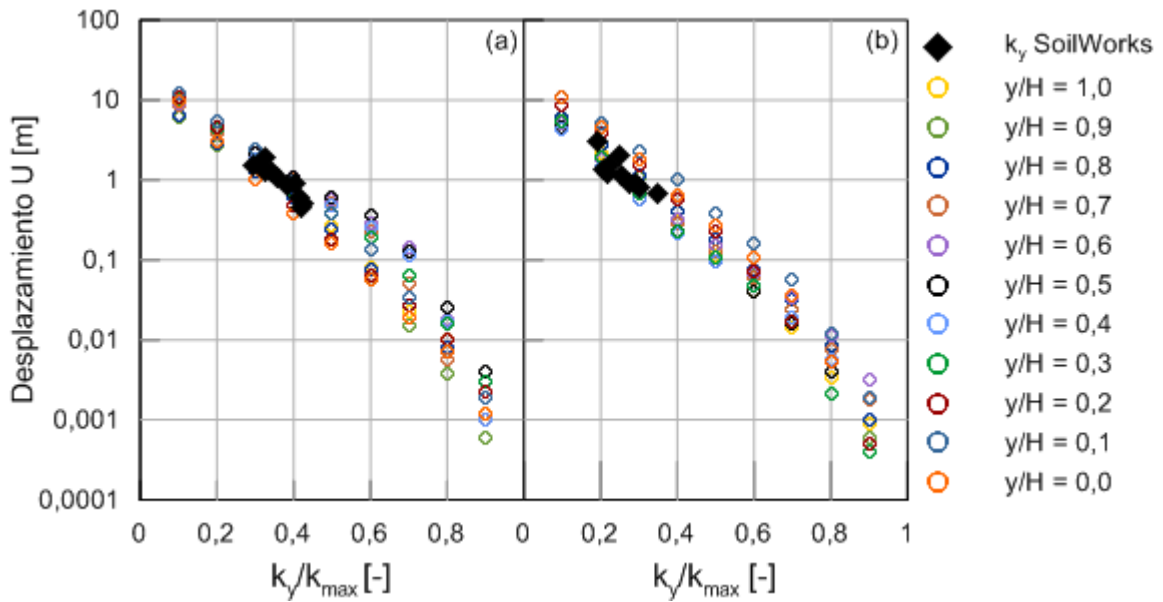 Desplazamiento U [m]
100
10
1
0,1
0,01
0,001
0,0001
(a)
(b)
0
0,2
0,4
0,6
0,8
0
0,2
0,4
0,6
0,8
1
ky/kmax [-]
ky/kmax [-]
ky SoilWorks
y/H = 1,0
y/H = 0,9
y/H = 0,8
y/H = 0,7
y/H = 0,6
y/H = 0,5
y/H = 0,4
y/H = 0,3
y/H = 0,2
y/H = 0,1
y/H = 0,0